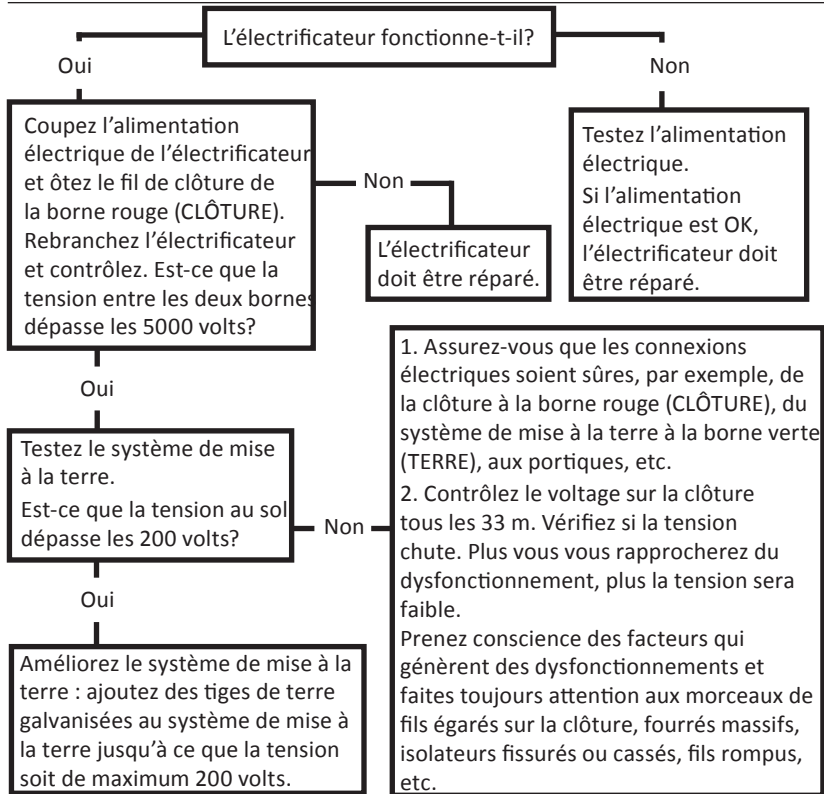 L'électrificateur fonctionne-t-il?
Oui
Non
Coupez l'alimentation
électrique de l'électrificateur
et ôtez le fil de clôture de
la borne rouge (CLÔTURE).
Rebranchez l'électrificateur
et contrôlez. Est-ce que la
tension entre les deux bornes
dépasse les 5000 volts?
Non
L'électrificateur
doit être réparé.
Testez l'alimentation
électrique.
Si l'alimentation
électrique est OK,
l'électrificateur doit
être réparé.
Oui
Testez le système de mise
à la terre.
Est-ce que la tension au sol
dépasse les 200 volts?
Non
1. Assurez-vous que les connexions
électriques soient sûres, par exemple, de
la clôture à la borne rouge (CLÔTURE), du
système de mise à la terre à la borne verte
(TERRE), aux portiques, etc.
2. Contrôlez le voltage sur la clôture
tous les 33 m. Vérifiez si la tension
chute. Plus vous vous rapprocherez du
dysfonctionnement, plus la tension sera
faible.
Prenez conscience des facteurs qui
génèrent des dysfonctionnements et
faites toujours attention aux morceaux de
fils égarés sur la clôture, fourrés massifs,
isolateurs fissurés ou cassés, fils rompus,
etc.
Oui
Améliorez le système de mise à la
terre : ajoutez des tiges de terre
galvanisées au système de mise à
la terre jusqu'à ce que la tension
soit de maximum 200 volts.